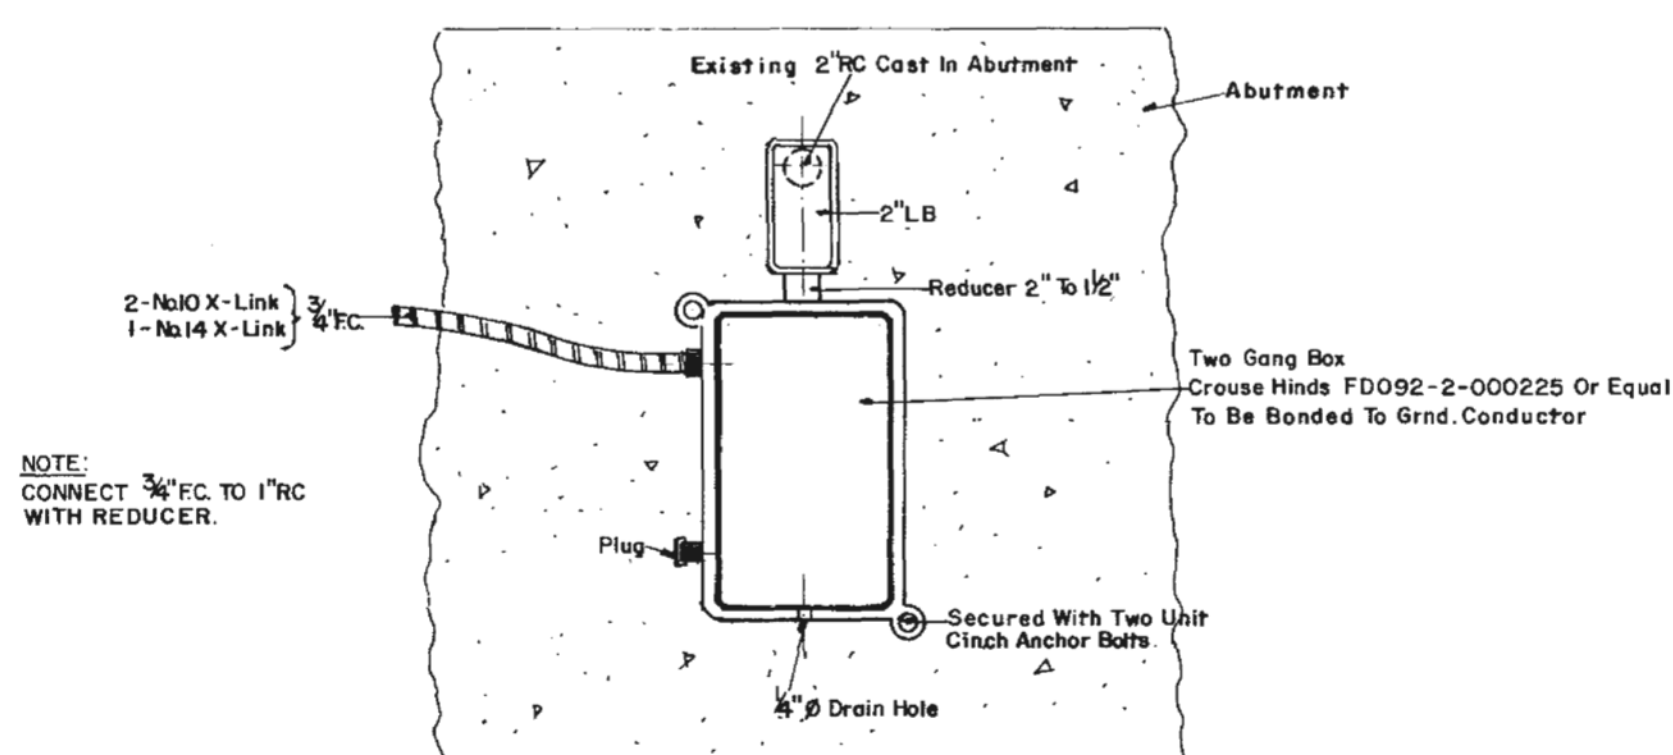 Existing 2"RC Cast In Abutment
Abutment
2"LB
Reducer 2" To 1½"
2-No.10 X-Link
1-No.14 X-Link
¾"F.C.
Two Gang Box
Crouse Hinds FD092-2-000225 Or Equal
To Be Bonded To Grnd. Conductor
NOTE:
CONNECT ¾"F.C. TO 1"RC
WITH REDUCER.
Plug
Secured With Two Unit
Cinch Anchor Bolts.
¼"Ø Drain Hole